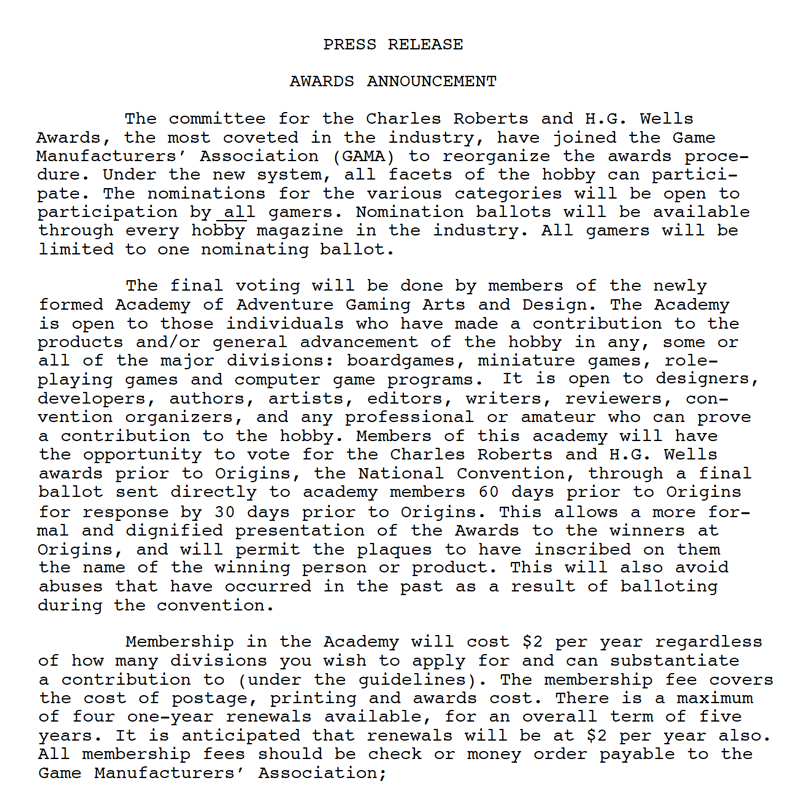 PRESS RELEASE
AWARDS ANNOUNCEMENT
The committee for the Charles Roberts and H.G. Wells
Awards, the most coveted in the industry, have joined the Game
Manufacturers' Association (GAMA) to reorganize the awards proce-
dure. Under the new system, all facets of the hobby can partici-
pate. The nominations for the various categories will be open to
participation by all gamers. Nomination ballots will be available
through every hobby magazine in the industry. All gamers will be
limited to one nominating ballot.
The final voting will be done by members of the newly
formed Academy of Adventure Gaming Arts and Design. The Academy
is open to those individuals who have made a contribution to the
products and/or general advancement of the hobby in any, some or
all of the major divisions: boardgames, miniature games, role-
playing games and computer game programs. It is open to designers,
developers, authors, artists, editors, writers, reviewers, con-
vention organizers, and any professional or amateur who can prove
a contribution to the hobby. Members of this academy will have
the opportunity to vote for the Charles Roberts and H.G. Wells
awards prior to Origins, the National Convention, through a final
ballot sent directly to academy members 60 days prior to Origins
for response by 30 days prior to Origins. This allows a more for-
mal and dignified presentation of the Awards to the winners at
Origins, and will permit the plaques to have inscribed on them
the name of the winning person or product. This will also avoid
abuses that have occurred in the past as a result of balloting
during the convention.
Membership in the Academy will cost $2 per year regardless
of how many divisions you wish to apply for and can substantiate
a contribution to (under the guidelines). The membership fee covers
the cost of postage, printing and awards cost. There is a maximum
of four one-year renewals available, for an overall term of five
years. It is anticipated that renewals will be at $2 per year also.
All membership fees should be check or money order payable to the
Game Manufacturers' Association;